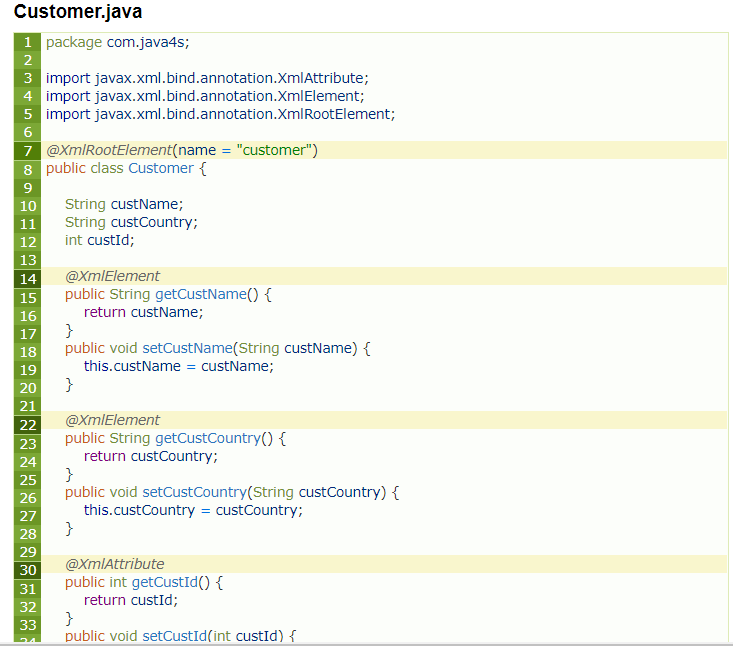 Customer.java
1 package com.java4s;
2
3 import javax.xml.bind.annotation.XmlAttribute;
4 import javax.xml.bind.annotation.XmlElement;
5 import javax.xml.bind.annotation.XmlRootElement;
6
7 @XmlRootElement(name = "customer")
8 public class Customer {
9
10 String custName;
11 String custCountry;
12 int custId;
13
14 @XmlElement
15 public String getCustName() {
16 return custName;
17 }
18 public void setCustName(String custName) {
19 this.custName = custName;
20 }
21
22 @XmlElement
23 public String getCustCountry() {
24 return custCountry;
25 }
26 public void setCustCountry(String custCountry) {
27 this.custCountry = custCountry;
28 }
29
30 @XmlAttribute
31 public int getCustId() {
32 return custId;
33 }
34 public void setCustId(int custId) {